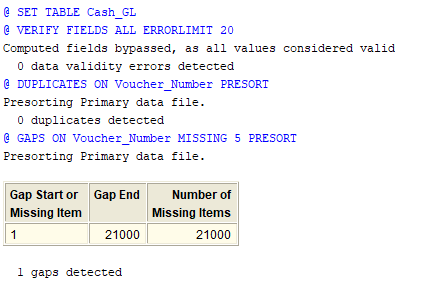 @ SET TABLE Cash_GL
@ VERIFY FIELDS ALL ERRORLIMIT 20
Computed fields bypassed, as all values considered valid
0 data validity errors detected
@ DUPLICATES ON Voucher_Number PRESORT
Presorting Primary data file.
0 duplicates detected
@ GAPS ON Voucher_Number MISSING 5 PRESORT
Presorting Primary data file.
Gap Start or Gap End Number of
Missing Item Missing Items
1 21000 21000
1 gaps detected